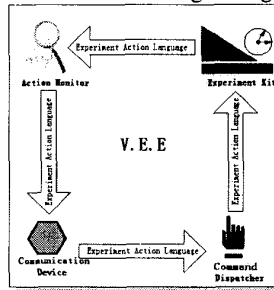 Experiment Action Language
Action Monitor
Experiment Kit
Experiment Action Language
V.E.E
Experiment Action Language
Communication
Device
Experiment Action Language
Command
Dispatcher